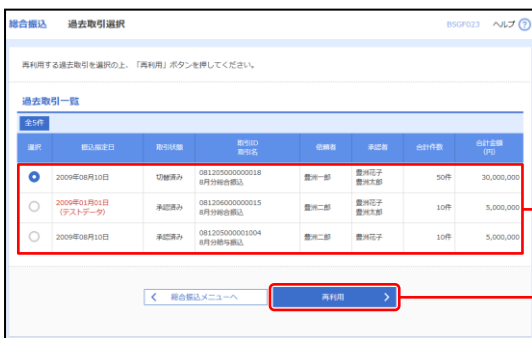 総合振込 過去取引選択 BSGF023 ヘルプ ?
再利用する過去取引を選択の上、「再利用」ボタンを押してください。
過去取引一覧
全5件
選択 振込指定日 取引状態 取引ID 取引名 依頼者 承認者 合計件数 合計金額 (円)
2009年08月10日 切替済み 081205000000018 8月分総合振込 豊洲一郎 豊洲花子 豊洲太郎 50件 30,000,000
2009年01月01日 (テストデータ) 承認済み 081206000000015 8月分総合振込 豊洲二郎 豊洲花子 豊洲太郎 10件 5,000,000
2009年08月10日 承認済み 081205000001004 8月分給与振込 豊洲二郎 豊洲花子 10件 5,000,000
総合振込メニューへ 再利用